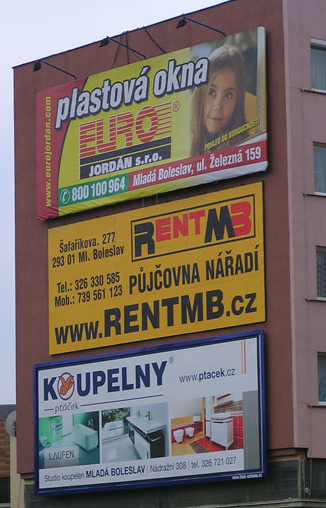 www.eurojordan.com
plastová okna
EURO®
JORDÁN s.r.o.
POHLED DO BUDOUCNOSTI
800 100 964
Mladá Boleslav, ul. Železná 159
Šafaříkova. 277
293 01 Ml. Boleslav
RENTMB
Tel.: 326 330 585
Mob.: 739 561 123
PŮJČOVNA NÁŘADÍ
www.RENTMB.cz
KOUPELNY®
ptáček
www.ptacek.cz
LAUFEN
Studio koupelen MLADÁ BOLESLAV | Nádražní 308 | tel. 326 721 027